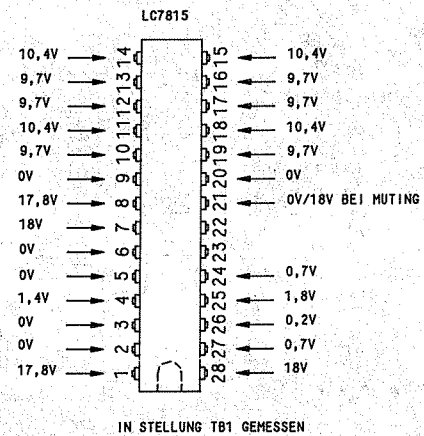 LC7815
10,4V 14 15 10,4V
9,7V 13 16 9,7V
9,7V 12 17 9,7V
10,4V 11 18 10,4V
9,7V 10 19 9,7V
0V 9 20 0V
17,8V 8 21 0V/18V BEI MUTING
18V 7 22
0V 6 23
0V 5 24 0,7V
1,4V 4 25 1,8V
0V 3 26 0,2V
0V 2 27 0,7V
17,8V 1 28 18V
IN STELLUNG TB1 GEMESSEN